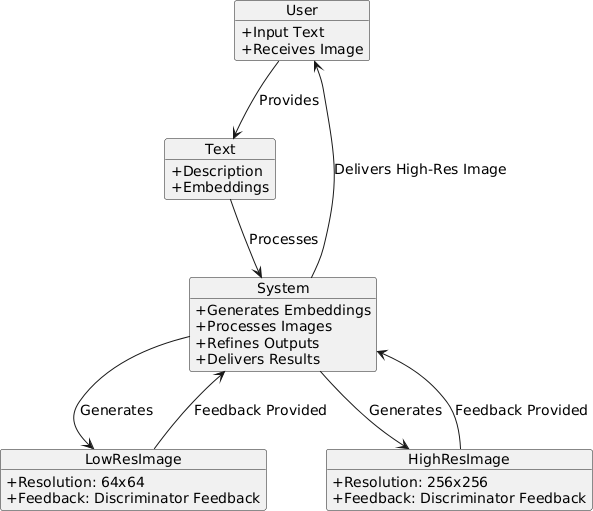 User
+Input Text
+Receives Image
Provides
Text
+Description
+Embeddings
Delivers High-Res Image
Processes
System
+Generates Embeddings
+Processes Images
+Refines Outputs
+Delivers Results
Generates
Feedback Provided
Generates
Feedback Provided
LowResImage
+Resolution: 64x64
+Feedback: Discriminator Feedback
HighResImage
+Resolution: 256x256
+Feedback: Discriminator Feedback